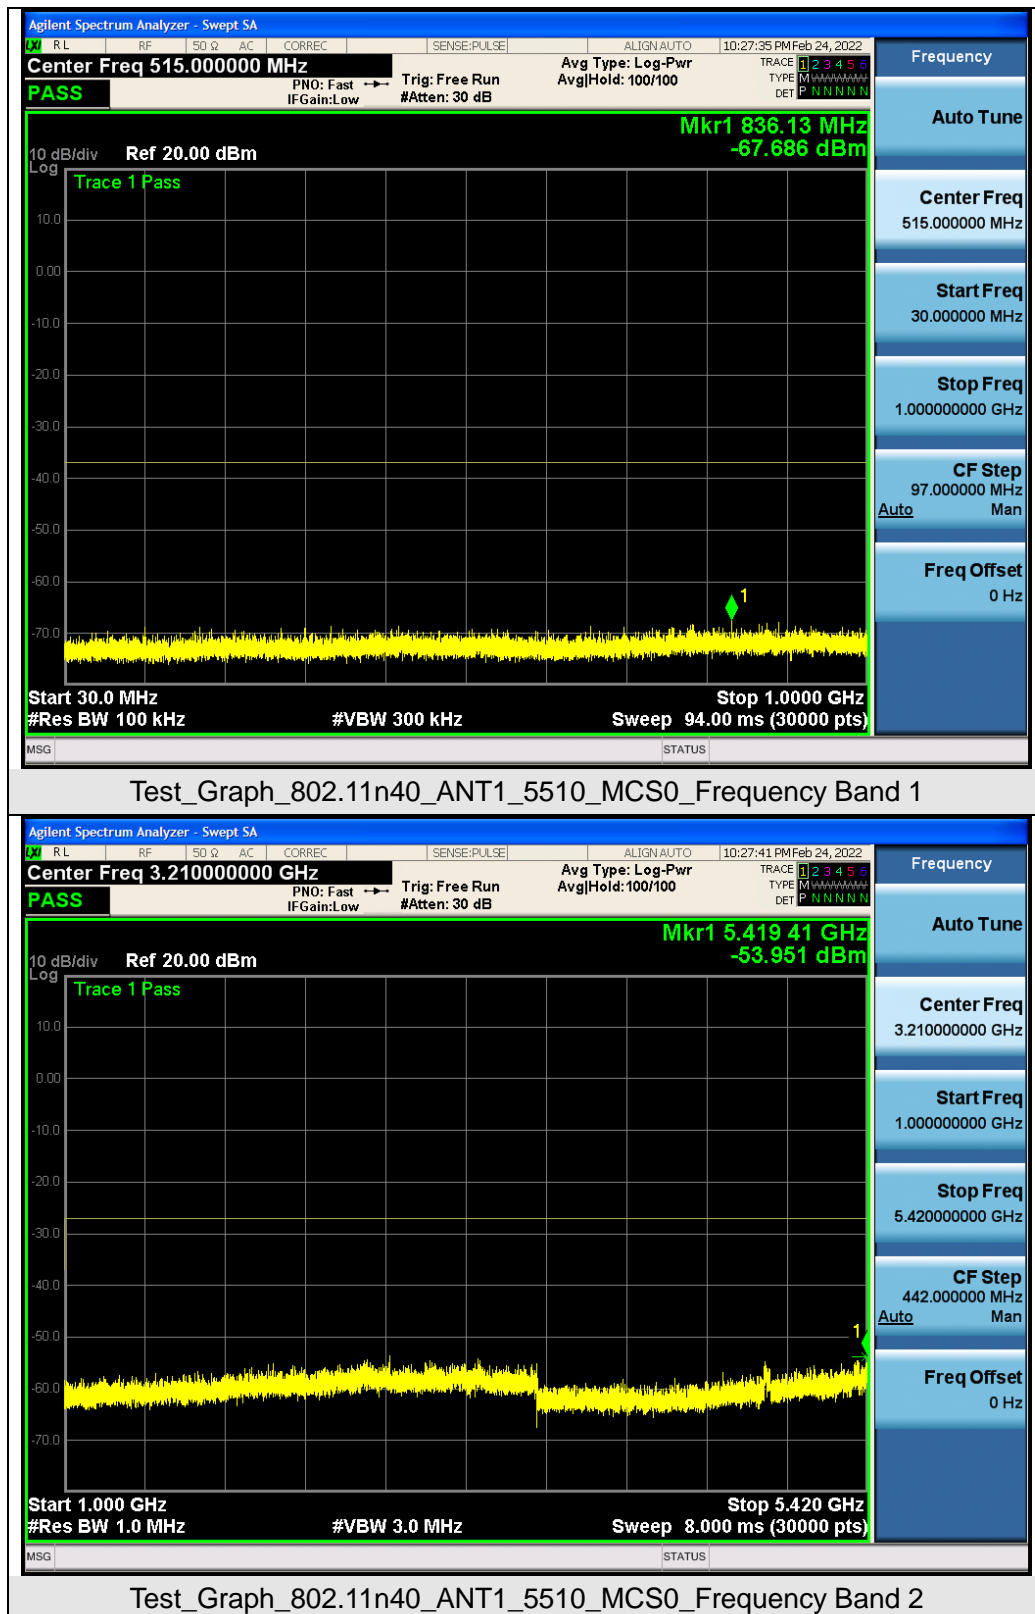 Agilent Spectrum Analyzer - Swept SA
LXI RL RF 50 Ω AC CORREC SENSE:PULSE ALIGN AUTO 10:27:35 PM Feb 24, 2022
Center Freq 515.000000 MHz
PNO: Fast Trig: Free Run Avg Type: Log-Pwr TRACE 1 2 3 4 5 6
IFGain:Low #Atten: 30 dB Avg|Hold: 100/100 TYPE M WWWWW
DET P N N N N N
PASS
Mkr1 836.13 MHz
-67.686 dBm
10 dB/div Ref 20.00 dBm
Log
Trace 1 Pass
10.0
0.00
-10.0
-20.0
-30.0
-40.0
-50.0
-60.0
-70.0
1
Start 30.0 MHz Stop 1.0000 GHz
#Res BW 100 kHz #VBW 300 kHz Sweep 94.00 ms (30000 pts)
MSG STATUS
Frequency
Auto Tune
Center Freq
515.000000 MHz
Start Freq
30.000000 MHz
Stop Freq
1.000000000 GHz
CF Step
97.000000 MHz
Auto Man
Freq Offset
0 Hz
Test_Graph_802.11n40_ANT1_5510_MCS0_Frequency Band 1
Agilent Spectrum Analyzer - Swept SA
LXI RL RF 50 Ω AC CORREC SENSE:PULSE ALIGN AUTO 10:27:41 PM Feb 24, 2022
Center Freq 3.210000000 GHz
PNO: Fast Trig: Free Run Avg Type: Log-Pwr TRACE 1 2 3 4 5 6
IFGain:Low #Atten: 30 dB Avg|Hold: 100/100 TYPE M WWWWW
DET P N N N N N
PASS
Mkr1 5.419 41 GHz
-53.951 dBm
10 dB/div Ref 20.00 dBm
Log
Trace 1 Pass
10.0
0.00
-10.0
-20.0
-30.0
-40.0
-50.0
-60.0
-70.0
1
Start 1.000 GHz Stop 5.420 GHz
#Res BW 1.0 MHz #VBW 3.0 MHz Sweep 8.000 ms (30000 pts)
MSG STATUS
Frequency
Auto Tune
Center Freq
3.210000000 GHz
Start Freq
1.000000000 GHz
Stop Freq
5.420000000 GHz
CF Step
442.000000 MHz
Auto Man
Freq Offset
0 Hz
Test_Graph_802.11n40_ANT1_5510_MCS0_Frequency Band 2